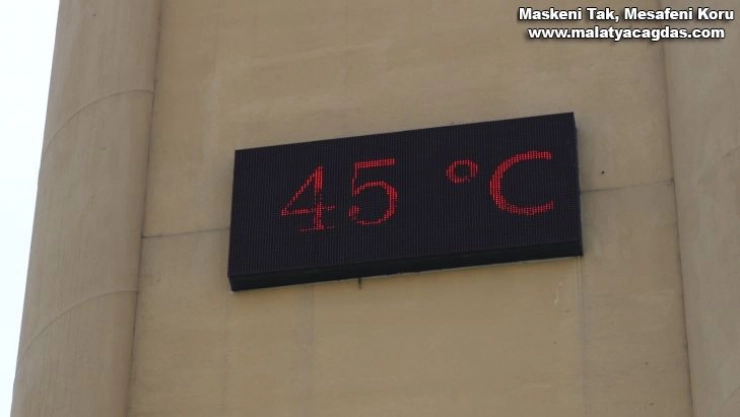 Maskeni Tak, Mesafeni Koru
www.malatyacagdas.com
45 °C